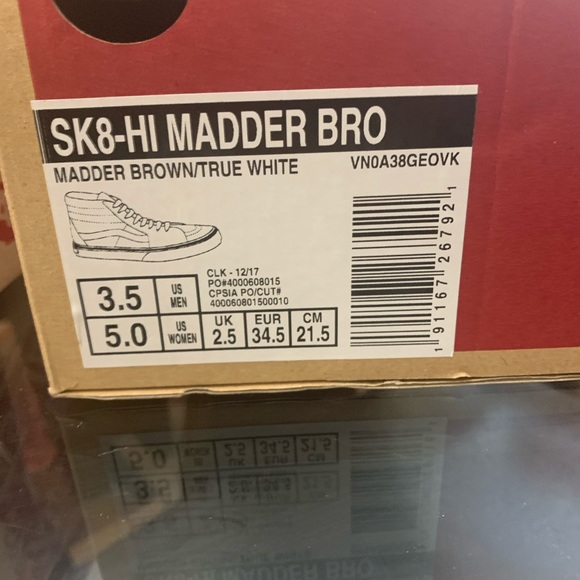 SK8-HI MADDER BRO
MADDER BROWN/TRUE WHITE
VN0A38GEOVK
CLK - 12/17
PO#4000608015
CPSIA PO/CUT#
400060801500010
3.5 US MEN
5.0 US WOMEN
UK 2.5
EUR 34.5
CM 21.5
1 91167 26792 1